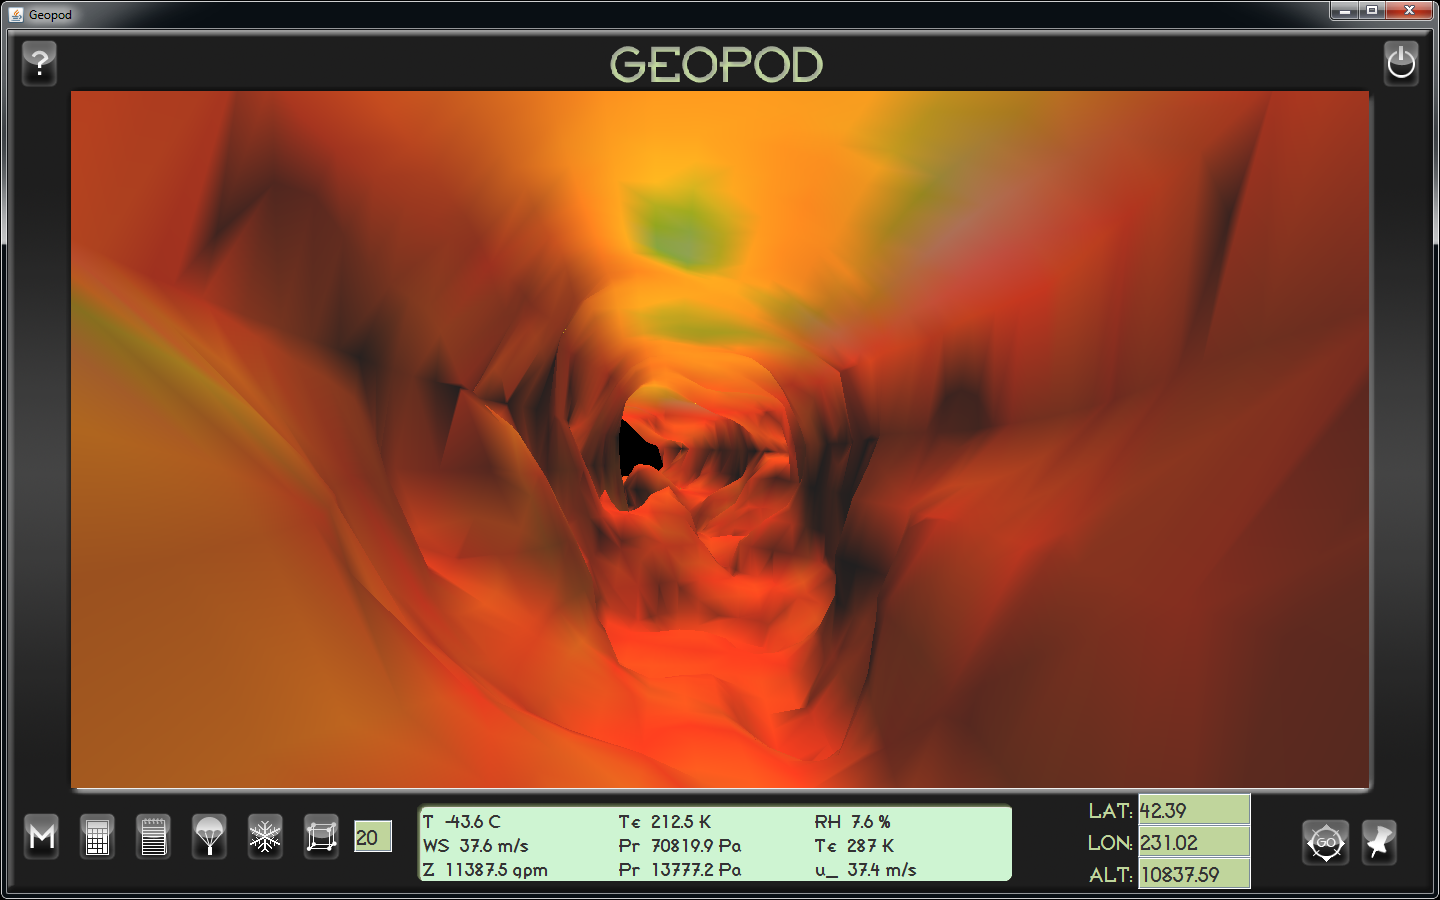 Geopod
?
GEOPOD
M
20
T -43.6 C Te 212.5 K RH 7.6 %
WS 37.6 m/s Pr 70819.9 Pa Te 287 K
Z 11387.5 gpm Pr 13777.2 Pa u_ 37.4 m/s
LAT: 42.39
LON: 231.02
ALT: 10837.59
GO